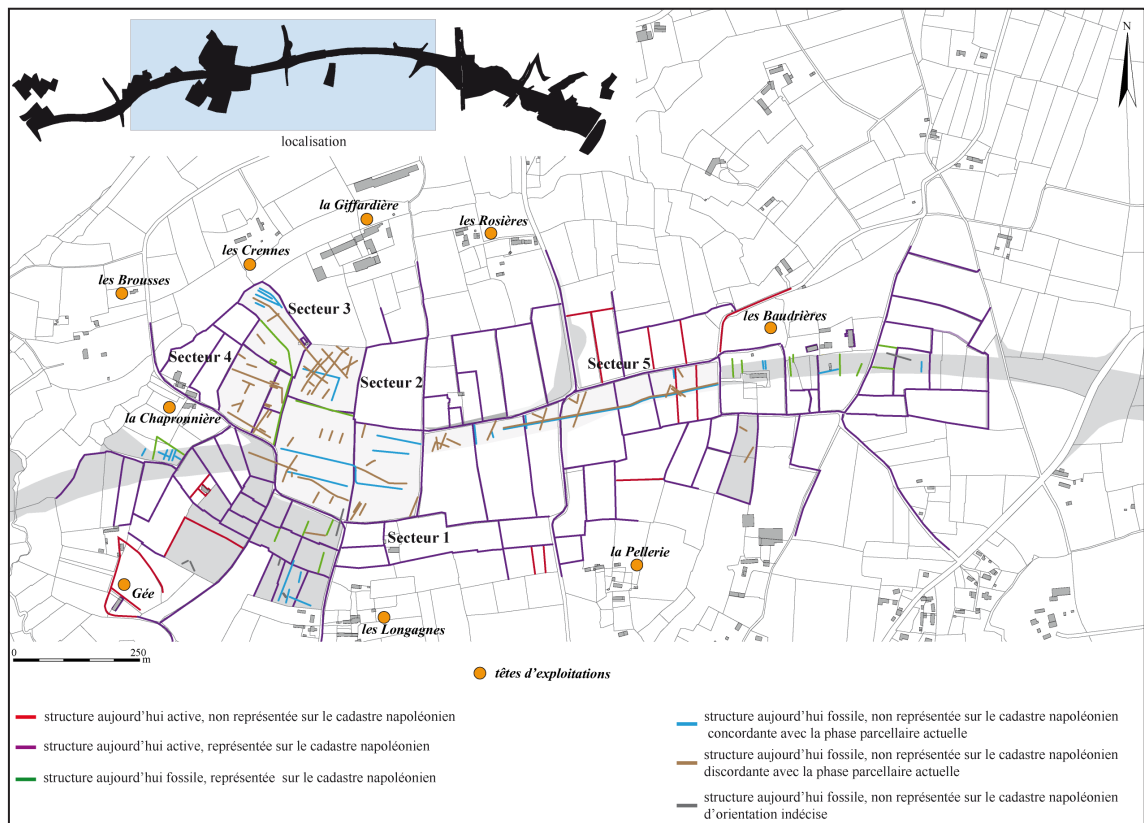 localisation
N
la Giffardière
les Rosières
les Crennes
les Brousses
Secteur 3
les Baudrières
Secteur 4
Secteur 5
Secteur 2
la Chapronnière
Secteur 1
la Pellerie
Gée
les Longagnes
0 250
m
têtes d'exploitations
structure aujourd'hui active, non représentée sur le cadastre napoléonien
structure aujourd'hui active, représentée sur le cadastre napoléonien
structure aujourd'hui fossile, représentée sur le cadastre napoléonien
structure aujourd'hui fossile, non représentée sur le cadastre napoléonien
concordante avec la phase parcellaire actuelle
structure aujourd'hui fossile, non représentée sur le cadastre napoléonien
discordante avec la phase parcellaire actuelle
structure aujourd'hui fossile, non représentée sur le cadastre napoléonien
d'orientation indécise